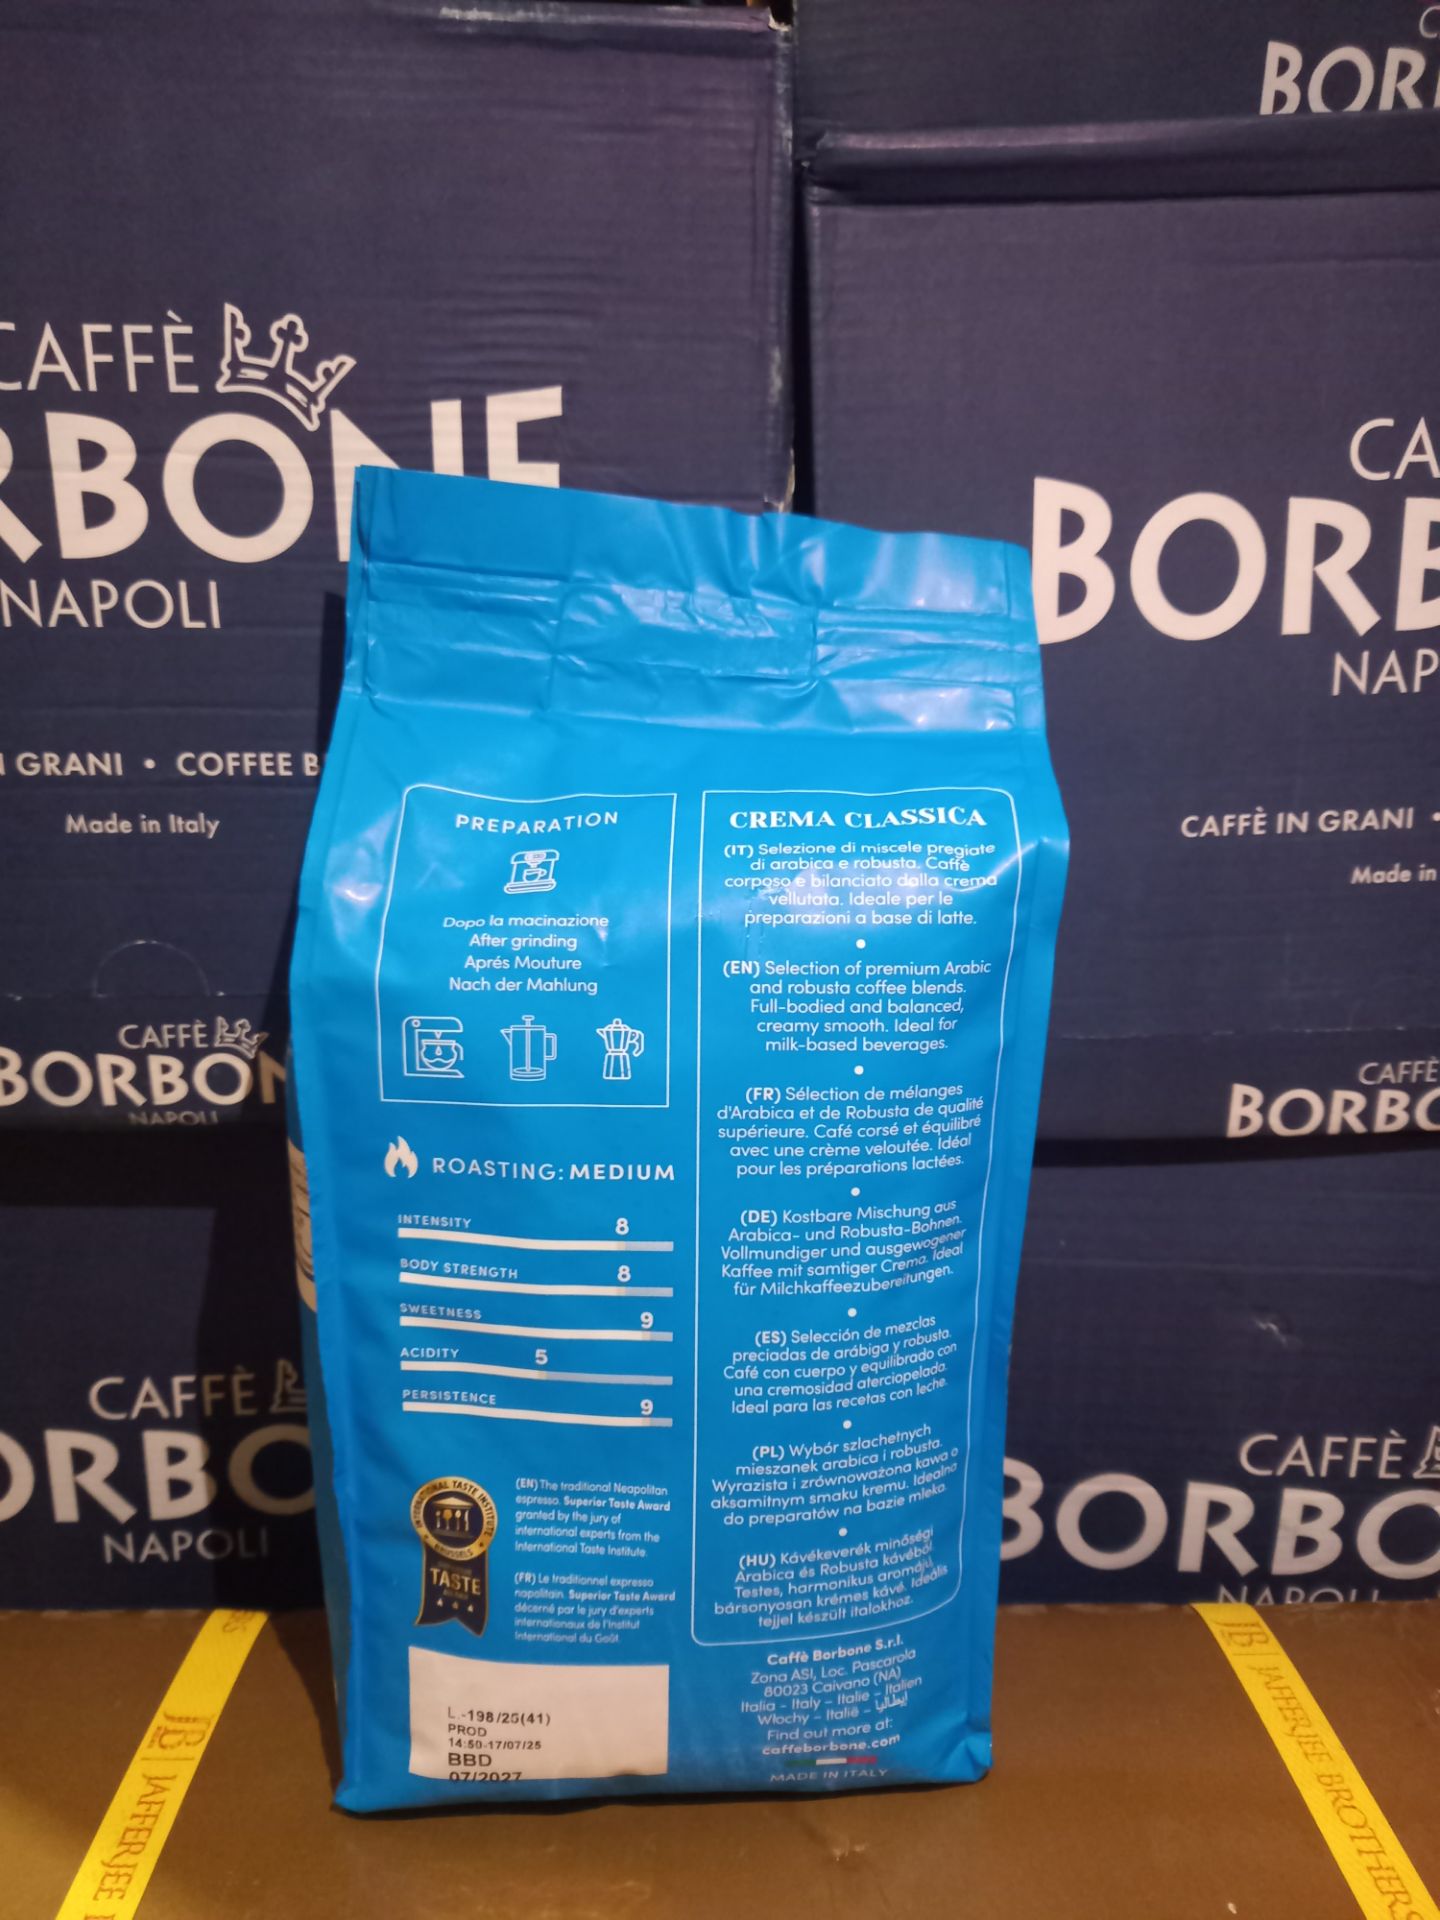 CAFFÈ
RBONE
NAPOLI
GRANI • COFFEE B
Made in Italy
BOR
CA
BORB
NAP
CAFFÈ IN GRANI •
Made in
CAFFÈ
BORBON
NAPOLI
CAFFÈ
BORBO
CAFFÈ
ORBO
NAPOLI
CAFFÈ
BORBO
NAPOLI
PREPARATION
Dopo la macinazione
After grinding
Aprés Mouture
Nach der Mahlung
ROASTING: MEDIUM
INTENSITY 8
BODY STRENGTH 8
SWEETNESS 9
ACIDITY 5
PERSISTENCE 9
INTERNATIONAL TASTE INSTITUTE
BRUSSELS
TASTE
(EN) The traditional Neapolitan
espresso. Superior Taste Award
granted by the jury of
international experts from the
International Taste Institute.
(FR) Le traditionnel expresso
napolitain. Superior Taste Award
décerné par le jury d'experts
internationaux de l'Institut
International du Goût.
L.-198/25(41)
PROD
14:50-17/07/25
BBD
07/2027
CREMA CLASSICA
(IT) Selezione di miscele pregiate
di arabica e robusta. Caffè
corposo e bilanciato dalla crema
vellutata. Ideale per le
preparazioni a base di latte.
•
(EN) Selection of premium Arabic
and robusta coffee blends.
Full-bodied and balanced,
creamy smooth. Ideal for
milk-based beverages.
•
(FR) Sélection de mélanges
d'Arabica et de Robusta de qualité
supérieure. Café corsé et équilibré
avec une crème veloutée. Idéal
pour les préparations lactées.
•
(DE) Kostbare Mischung aus
Arabica- und Robusta-Bohnen.
Vollmundiger und ausgewogener
Kaffee mit samtiger Crema. Ideal
für Milchkaffeezubereitungen.
•
(ES) Selección de mezclas
preciadas de arábiga y robusta.
Café con cuerpo y equilibrado con
una cremosidad aterciopelada.
Ideal para las recetas con leche.
•
(PL) Wybór szlachetnych
mieszanek arabica i robusta.
Wyrazista i zrównoważona kawa o
aksamitnym smaku kremu. Idealna
do preparatów na bazie mleka.
•
(HU) Kávékeverék minőségi
Arabica és Robusta kávéból.
Testes, harmonikus aromájú,
bársonyosan krémes kávé. Ideális
tejjel készült italokhoz.
Caffè Borbone S.r.l.
Zona ASI, Loc. Pascarola
80023 Caivano (NA)
Italia - Italy - Italie - Italien
Włochy - Italië - إيطاليا
Find out more at:
caffeborbone.com
MADE IN ITALY
JB JAFFERJEE
JB JAFFERJEE BROTHERS